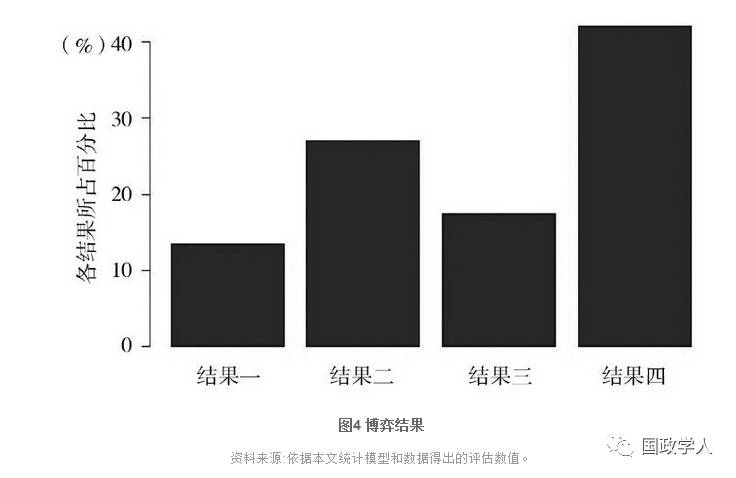 (%)
40
30
20
10
0
各结果所占百分比
结果一 结果二 结果三 结果四
图4 博弈结果
资料来源:依据本文统计模型和数据得出的评估数值。
国政学人